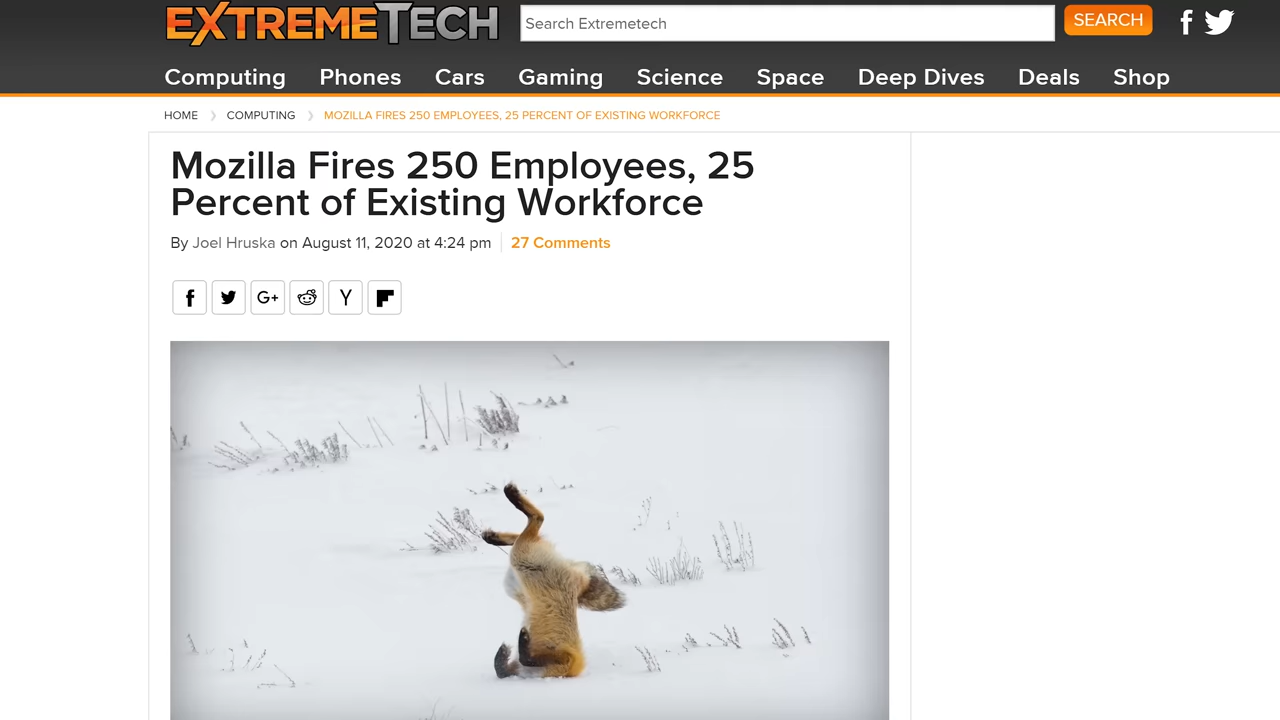 EXTREMETECH
Search Extremetech
SEARCH
Computing Phones Cars Gaming Science Space Deep Dives Deals Shop
HOME COMPUTING MOZILLA FIRES 250 EMPLOYEES, 25 PERCENT OF EXISTING WORKFORCE
Mozilla Fires 250 Employees, 25
Percent of Existing Workforce
By Joel Hruska on August 11, 2020 at 4:24 pm 27 Comments
G+